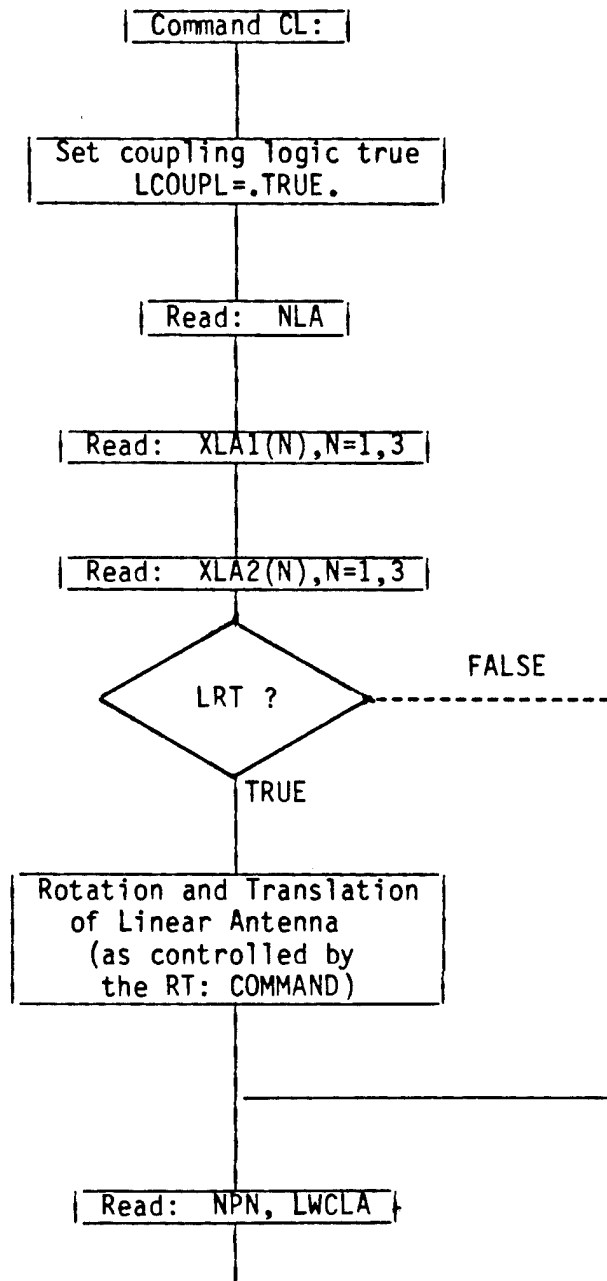 Command CL:
Set coupling logic true
LCOUPL=.TRUE.
Read: NLA
Read: XLA1(N),N=1,3
Read: XLA2(N),N=1,3
LRT ?
FALSE
TRUE
Rotation and Translation
of Linear Antenna
(as controlled by
the RT: COMMAND)
Read: NPN, LWCLA